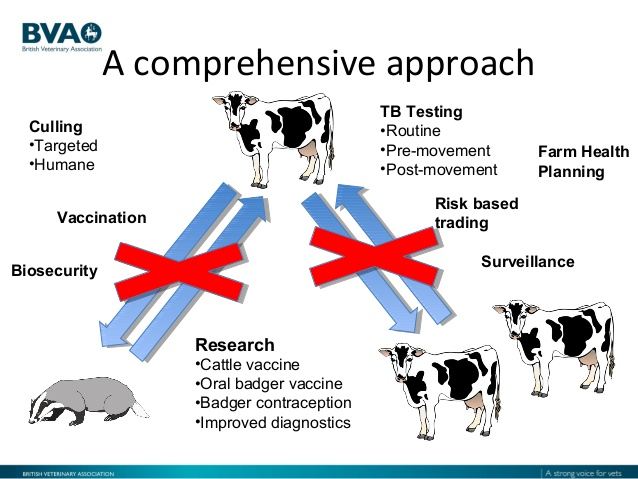 BVA
British Veterinary Association
A comprehensive approach
Culling
•Targeted
•Humane
TB Testing
•Routine
•Pre-movement
•Post-movement
Farm Health
Planning
Vaccination
Risk based
trading
Biosecurity
Surveillance
Research
•Cattle vaccine
•Oral badger vaccine
•Badger contraception
•Improved diagnostics
BRITISH VETERINARY ASSOCIATION
A strong voice for vets